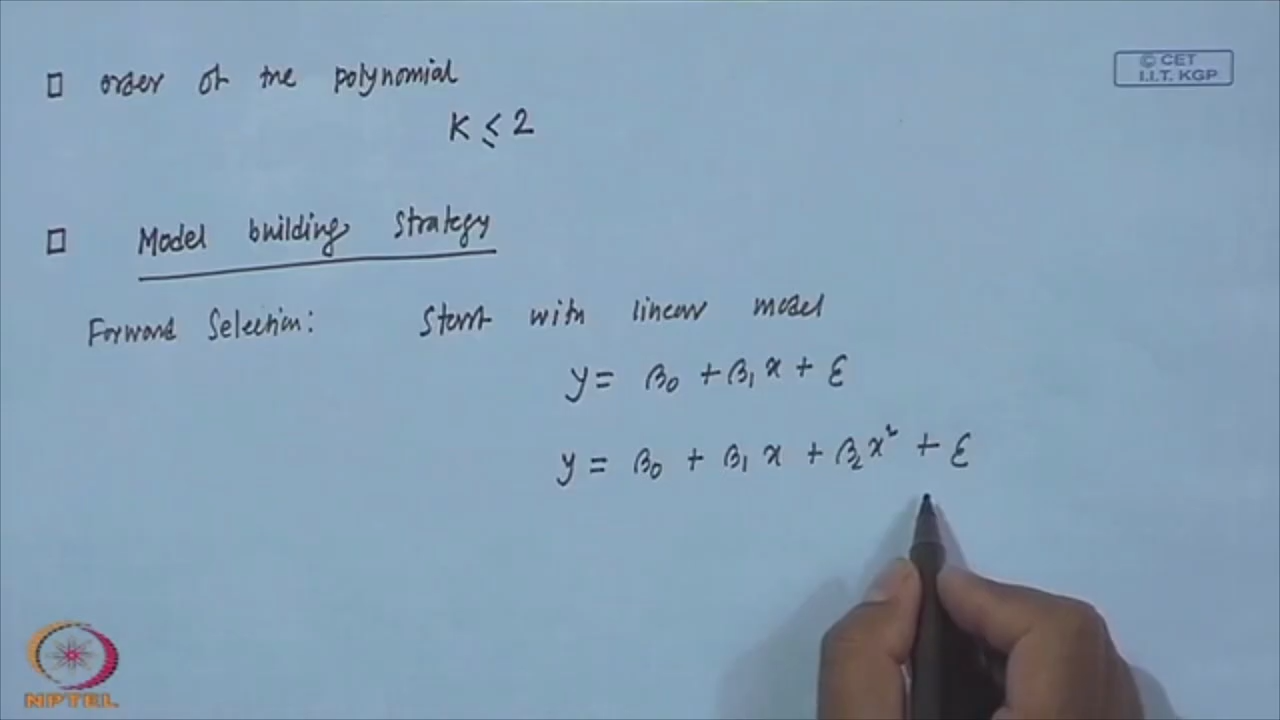 □ order of the polynomial
© CET
I.I.T. KGP
K ≤ 2
□ Model building strategy
Forward Selection: Start with linear model
y = β₀ + β₁ x + ε
y = β₀ + β₁ x + β₂ x² + ε
NPTEL